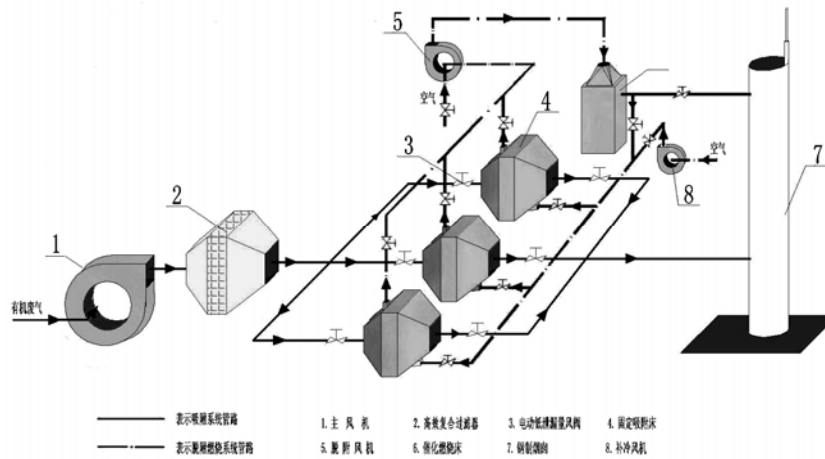 5
空气
4
3
2
1
7
空气
8
有机废气
表示吸附系统管路
1.主风机
2.高效复合过滤器
3.电动低泄漏量风阀
4.固定吸附床
表示脱附燃烧系统管路
5.脱附风机
6.催化燃烧床
7.钢制烟囱
8.补冷风机